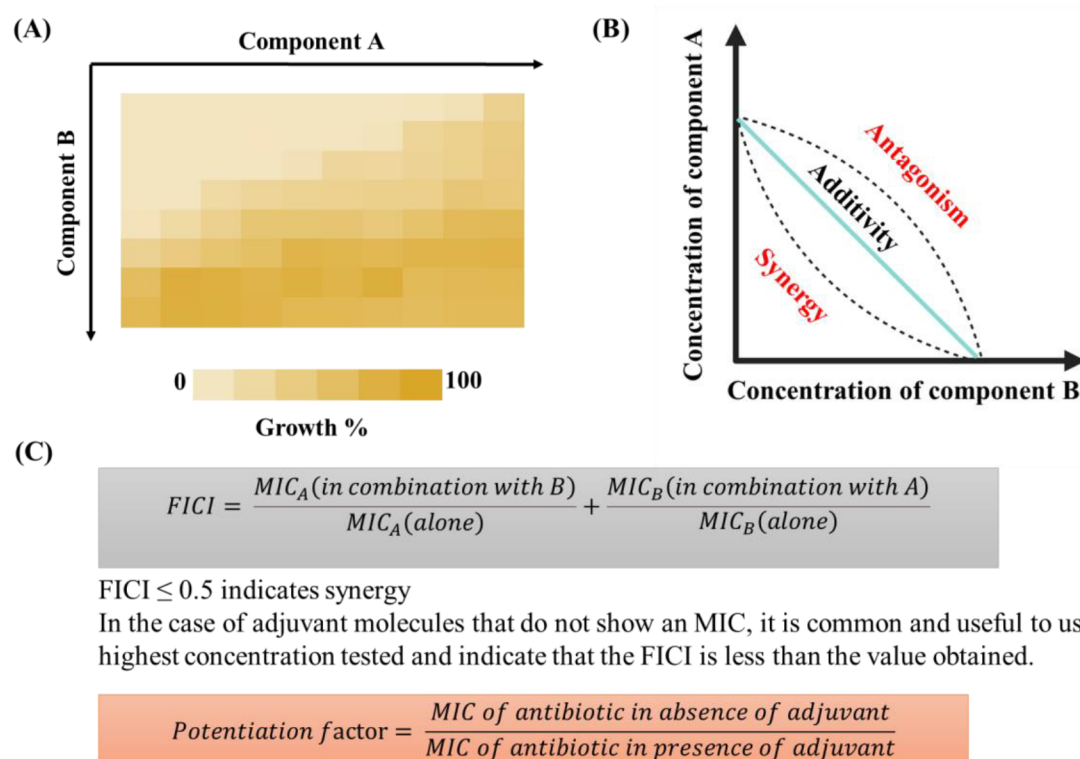 (A)
Component A
Component B
0
100
Growth %
(B)
Concentration of component A
Antagonism
Additivity
Synergy
Concentration of component B
(C)
FICI = MIC_A(in combination with B) / MIC_A(alone) + MIC_B(in combination with A) / MIC_B(alone)
FICI ≤ 0.5 indicates synergy
In the case of adjuvant molecules that do not show an MIC, it is common and useful to us
highest concentration tested and indicate that the FICI is less than the value obtained.
Potentiation factor = MIC of antibiotic in absence of adjuvant / MIC of antibiotic in presence of adjuvant